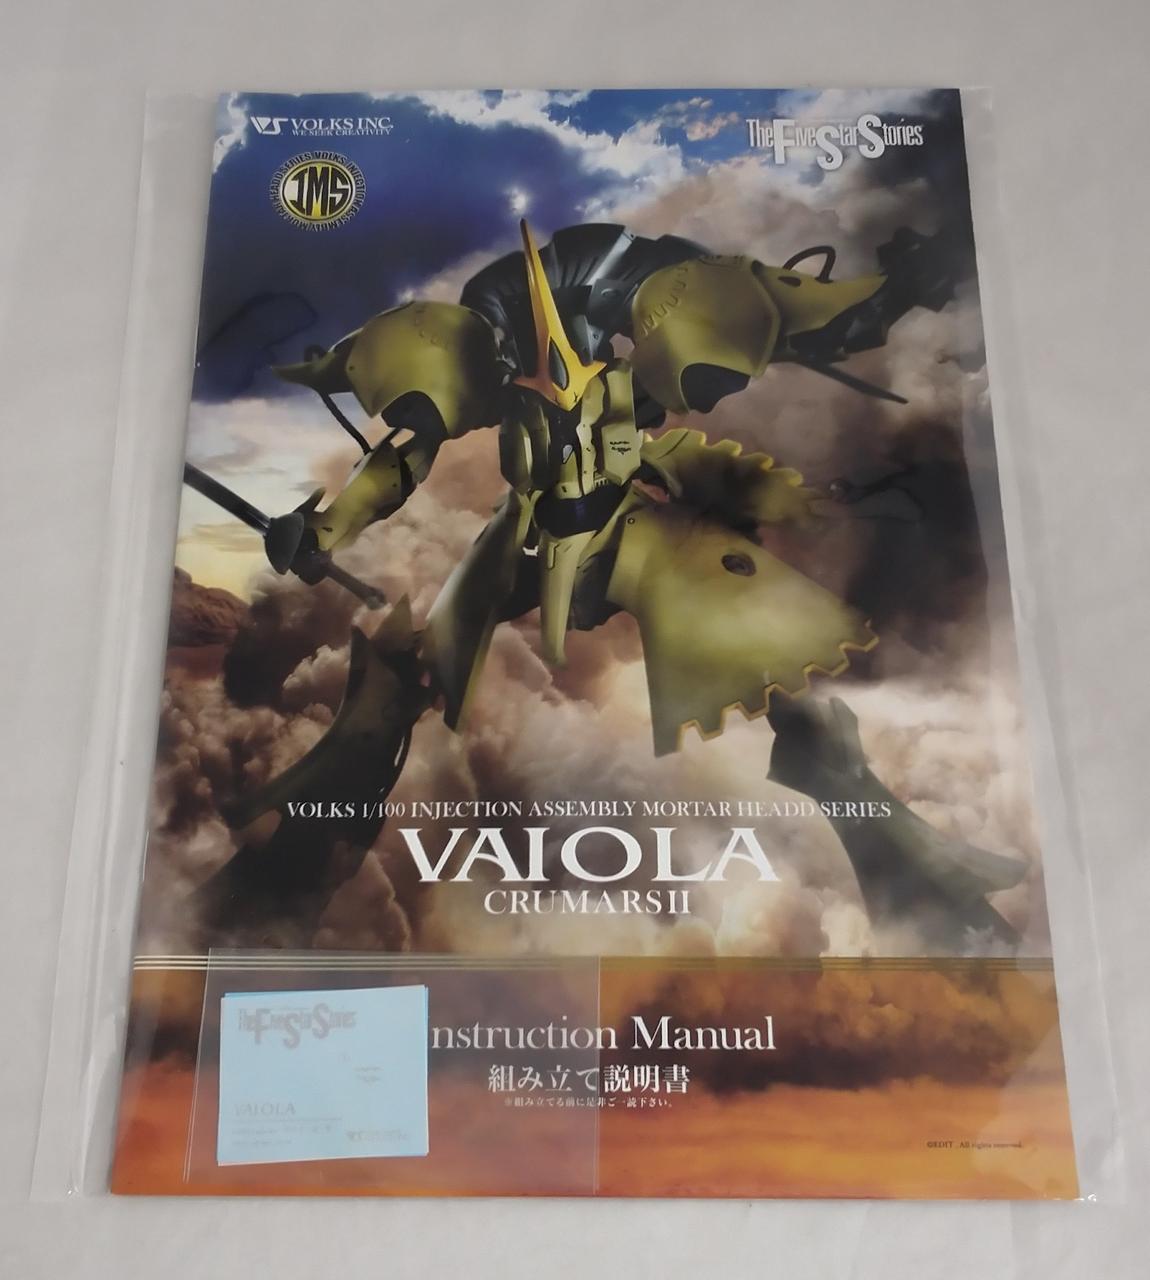 VOLKS INC.
WE SEEK CREATIVITY
The Five Star Stories
IMS
VOLKS 1/100 INJECTION ASSEMBLY MORTAR HEADD SERIES
VAIOLA
CRUMARS II
nstruction Manual
組み立て説明書
※組み立てる前に是非ご一読下さい。
©EDIT, All rights reserved.
The Five Star Stories
VAIOLA